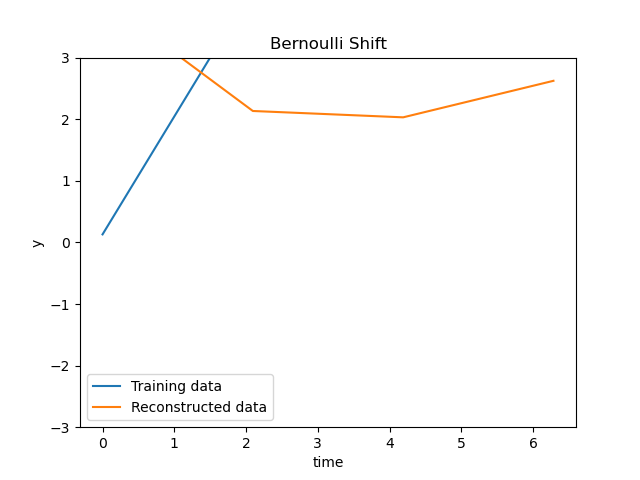 Bernoulli Shift
3
2
1
0
−1
−2
−3
y
Training data
Reconstructed data
0 1 2 3 4 5 6
time